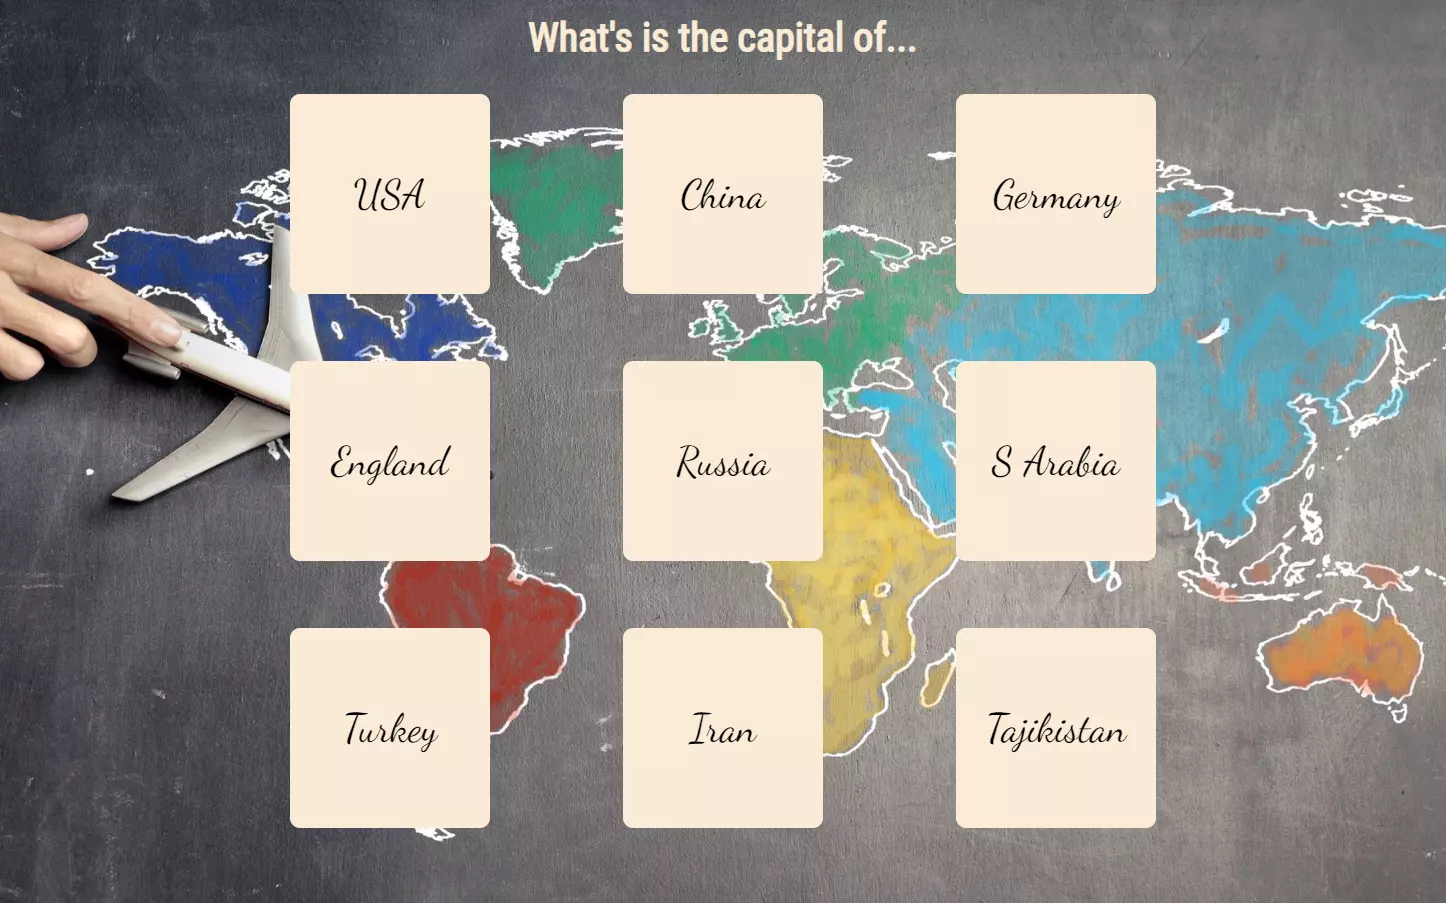 What's is the capital of...
USA
China
Germany
England
Russia
S Arabia
Turkey
Iran
Tajikistan